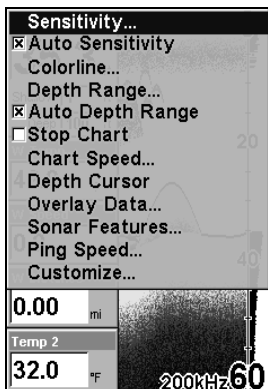 Sensitivity...
Auto Sensitivity
Colorline...
Depth Range...
Auto Depth Range
Stop Chart
20
Chart Speed...
Depth Cursor
Overlay Data...
Sonar Features...
Ping Speed...
40
Customize...
0.00 mi
Temp 2
32.0 °F
200kHz 60